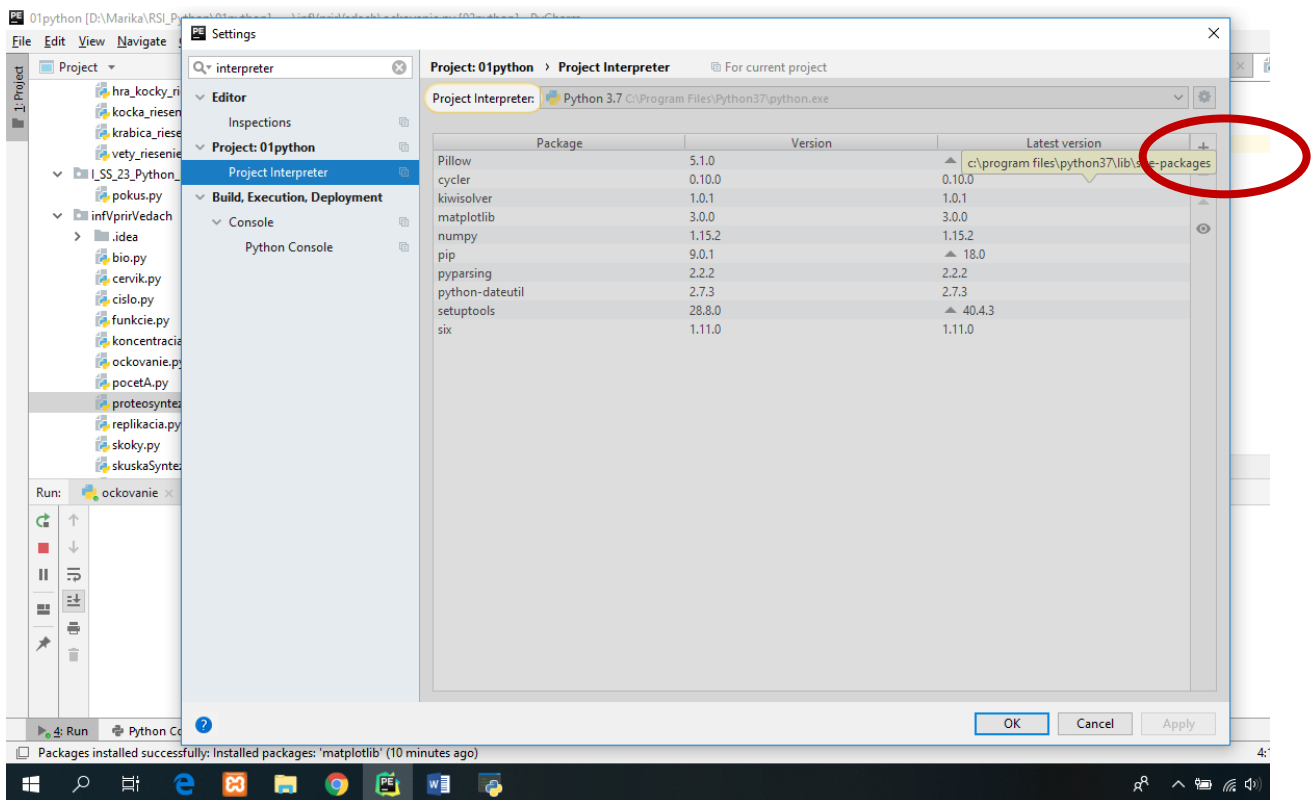 01python [D:\Marika\RSI_Python\01python] - ...\infVprirVedach\ockovanie.py [03python] - PyCharm
File Edit View Navigate
Settings
1: Project
Project
hra_kocky_ri
kocka_riesen
krabica_riese
vety_riesenie
I_SS_23_Python_
pokus.py
infVprirVedach
.idea
bio.py
cervik.py
cislo.py
funkcie.py
koncentracia
ockovanie.py
pocetA.py
proteosyntez
replikacia.py
skoky.py
skuskaSyntez
interpreter
Editor
Inspections
Project: 01python
Project Interpreter
Build, Execution, Deployment
Console
Python Console
Project: 01python › Project Interpreter For current project
Project Interpreter: Python 3.7 C:\Program Files\Python37\python.exe
Package Version Latest version
Pillow 5.1.0
c:\program files\python37\lib\site-packages
cycler 0.10.0 0.10.0
kiwisolver 1.0.1 1.0.1
matplotlib 3.0.0 3.0.0
numpy 1.15.2 1.15.2
pip 9.0.1 18.0
pyparsing 2.2.2 2.2.2
python-dateutil 2.7.3 2.7.3
setuptools 28.8.0 40.4.3
six 1.11.0 1.11.0
OK Cancel Apply
Run: ockovanie
4: Run Python Co
Packages installed successfully: Installed packages: 'matplotlib' (10 minutes ago)
4:1